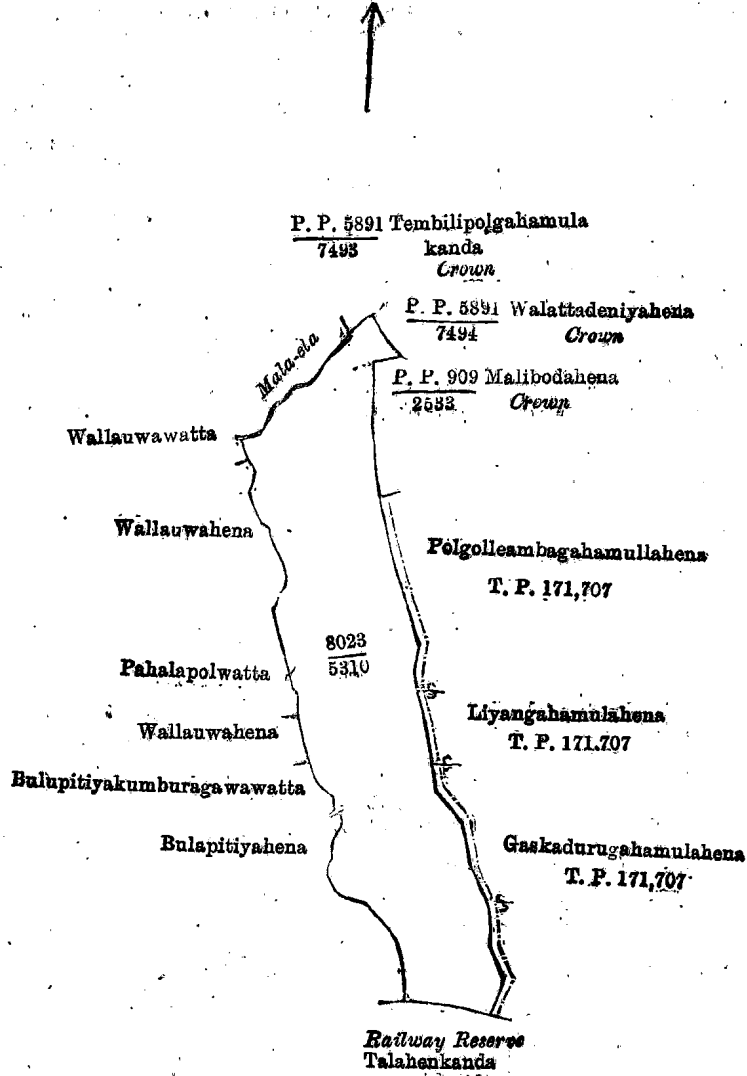 P. P. 5891 Tembilipolgahamula
7493 kanda
Crown
P. P. 5891 Walattadeniyahena
7494 Crown
Mala-ela
P. P. 909 Malibodahena
2533 Crown
Wallauwawatta
Wallauwahena
Polgolleambagahamullahena
T. P. 171,707
8023
5310
Pahalapolwatta
Liyangahamulahena
T. P. 171.707
Wallauwahena
Bulupitiyakumburagawawatta
Bulapitiyahena
Gaskadurugahamulahena
T. P. 171,707
Railway Reserve
Talahenkanda